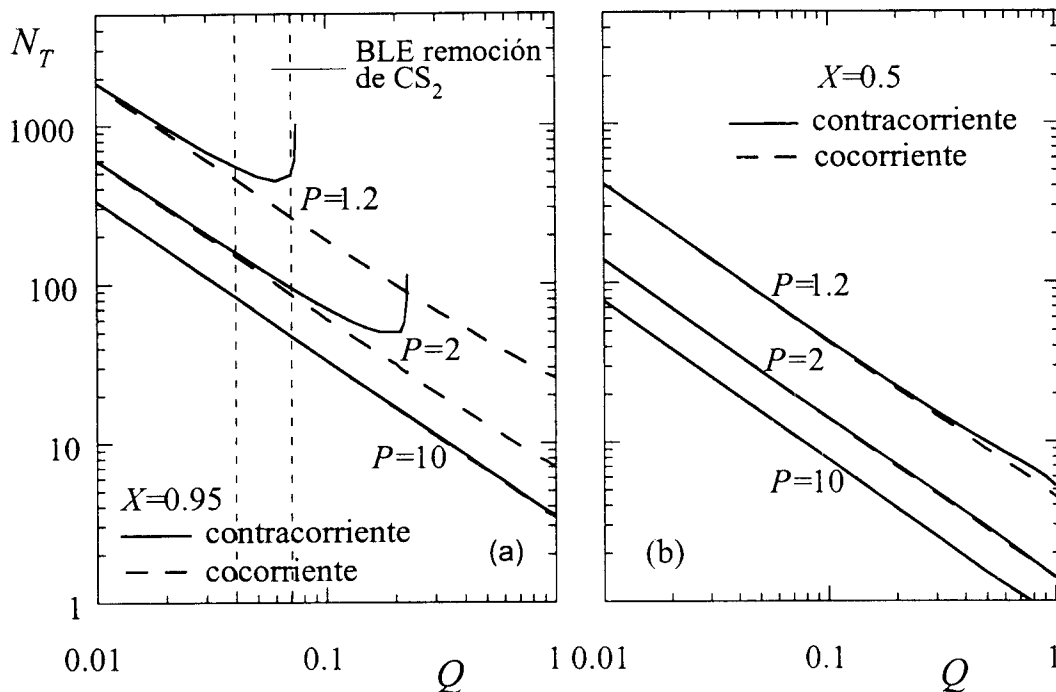 N_T
1000
100
10
1
BLE remoción
de CS₂
P=1.2
P=2
P=10
X=0.95
contracorriente
cocorriente
(a)
0.01
0.1
Q
1
X=0.5
contracorriente
cocorriente
P=1.2
P=2
P=10
(b)
0.01
0.1
Q
1